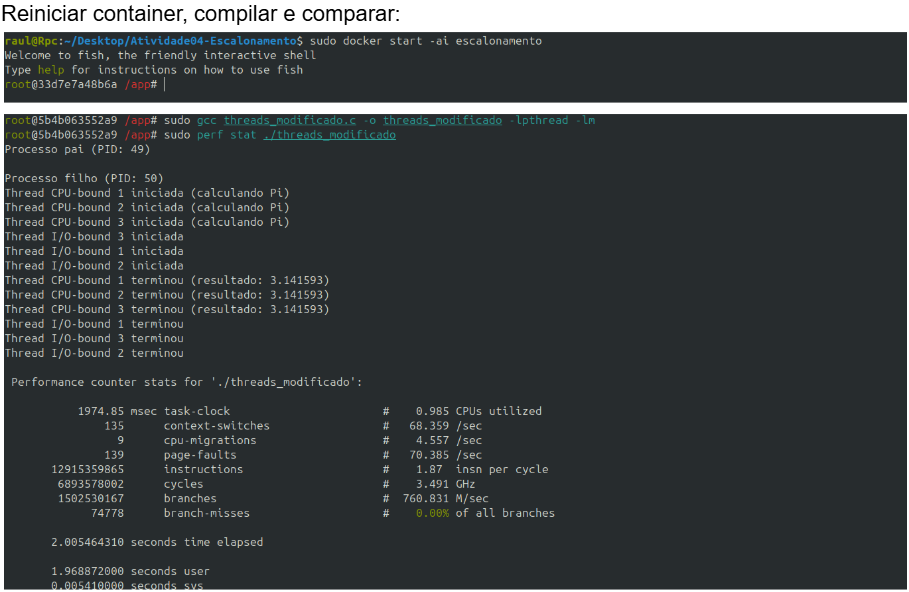 Reiniciar container, compilar e comparar:
raul@Rpc:~/Desktop/Atividade04-Escalonamento$ sudo docker start -ai escalonamento
Welcome to fish, the friendly interactive shell
Type help for instructions on how to use fish
root@33d7e7a48b6a /app#
root@5b4b063552a9 /app# sudo gcc threads_modificado.c -o threads_modificado -lpthread -lm
root@5b4b063552a9 /app# sudo perf stat ./threads_modificado
Processo pai (PID: 49)
Processo filho (PID: 50)
Thread CPU-bound 1 iniciada (calculando Pi)
Thread CPU-bound 2 iniciada (calculando Pi)
Thread CPU-bound 3 iniciada (calculando Pi)
Thread I/O-bound 3 iniciada
Thread I/O-bound 1 iniciada
Thread I/O-bound 2 iniciada
Thread CPU-bound 1 terminou (resultado: 3.141593)
Thread CPU-bound 2 terminou (resultado: 3.141593)
Thread CPU-bound 3 terminou (resultado: 3.141593)
Thread I/O-bound 1 terminou
Thread I/O-bound 3 terminou
Thread I/O-bound 2 terminou
Performance counter stats for './threads_modificado':
1974.85 msec task-clock # 0.985 CPUs utilized
135 context-switches # 68.359 /sec
9 cpu-migrations # 4.557 /sec
139 page-faults # 70.385 /sec
12915359865 instructions # 1.87 insn per cycle
6893578002 cycles # 3.491 GHz
1502530167 branches # 760.831 M/sec
74778 branch-misses # 0.00% of all branches
2.005464310 seconds time elapsed
1.968872000 seconds user
0.005410000 seconds sys